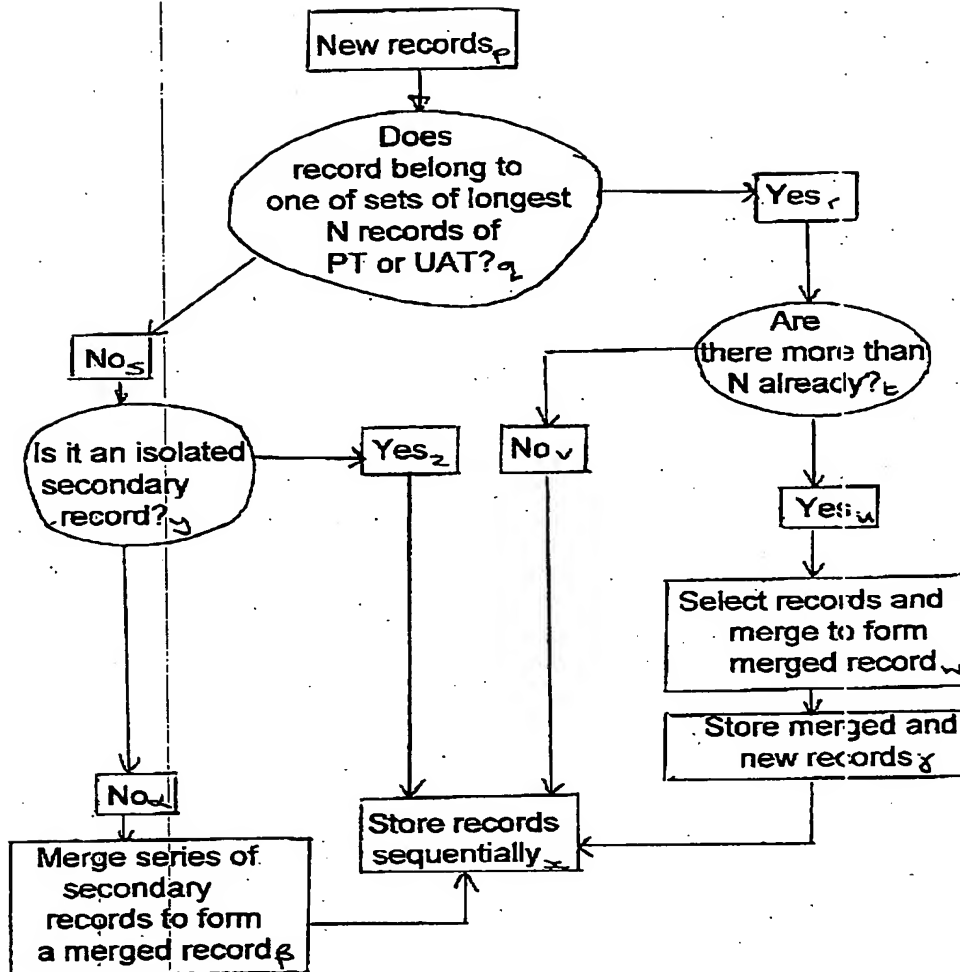 New records p
Does
record belong to
one of sets of longest
N records of
PT or UAT? q
Yes r
No s
Are
there more than
N already? t
Is it an isolated
secondary
record? y
Yes z
No v
Yes u
Select records and
merge to form
merged record w
Store merged and
new records γ
No α
Store records
sequentially x
Merge series of
secondary
records to form
a merged record β